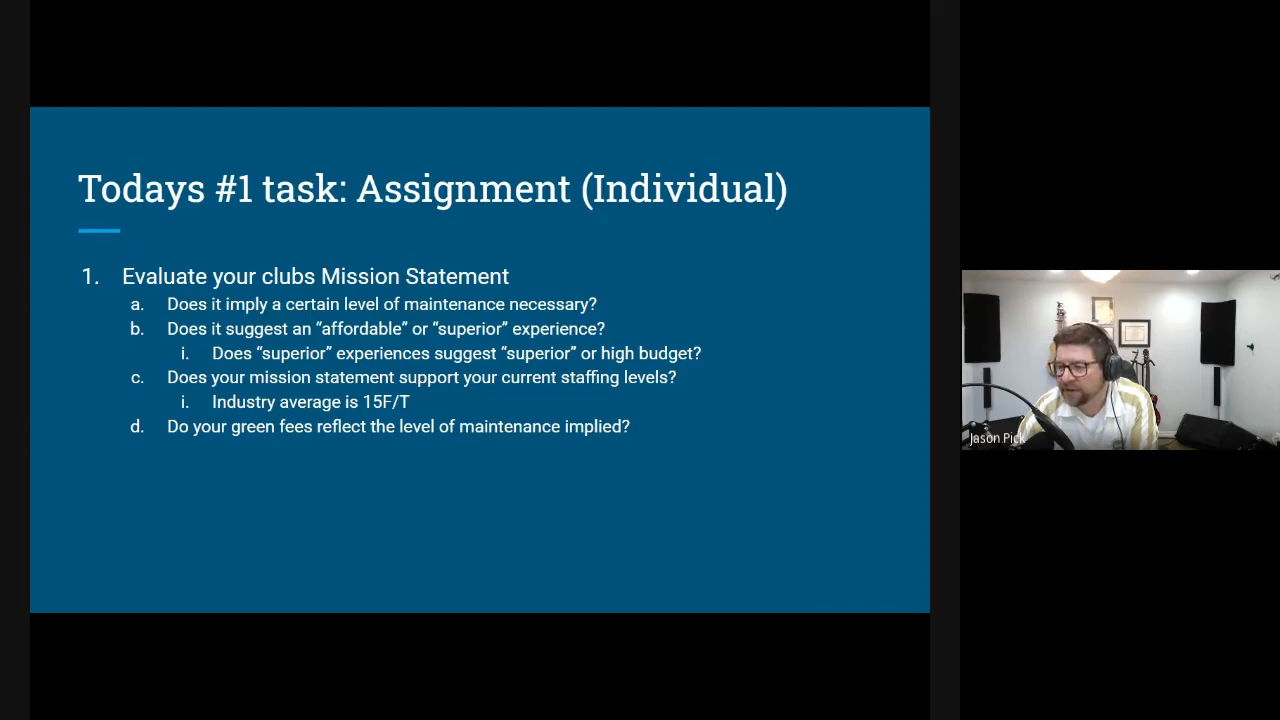 Todays #1 task: Assignment (Individual)
1. Evaluate your clubs Mission Statement
a. Does it imply a certain level of maintenance necessary?
b. Does it suggest an “affordable” or “superior” experience?
i. Does “superior” experiences suggest “superior” or high budget?
c. Does your mission statement support your current staffing levels?
i. Industry average is 15F/T
d. Do your green fees reflect the level of maintenance implied?
Jason Pick